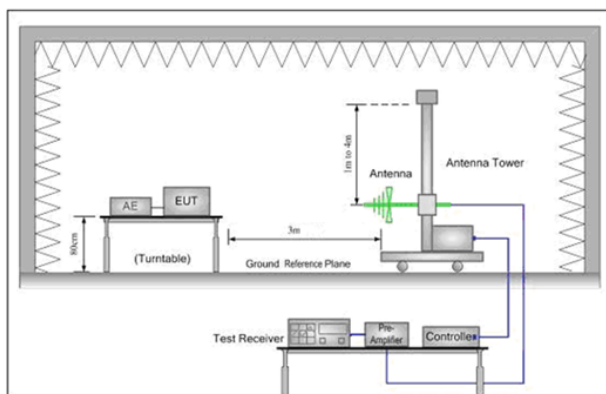 1m to 4m
Antenna
Antenna Tower
AE
EUT
80cm
(Turntable)
3m
Ground Reference Plane
Test Receiver
Pre-
Amplifier
Controller